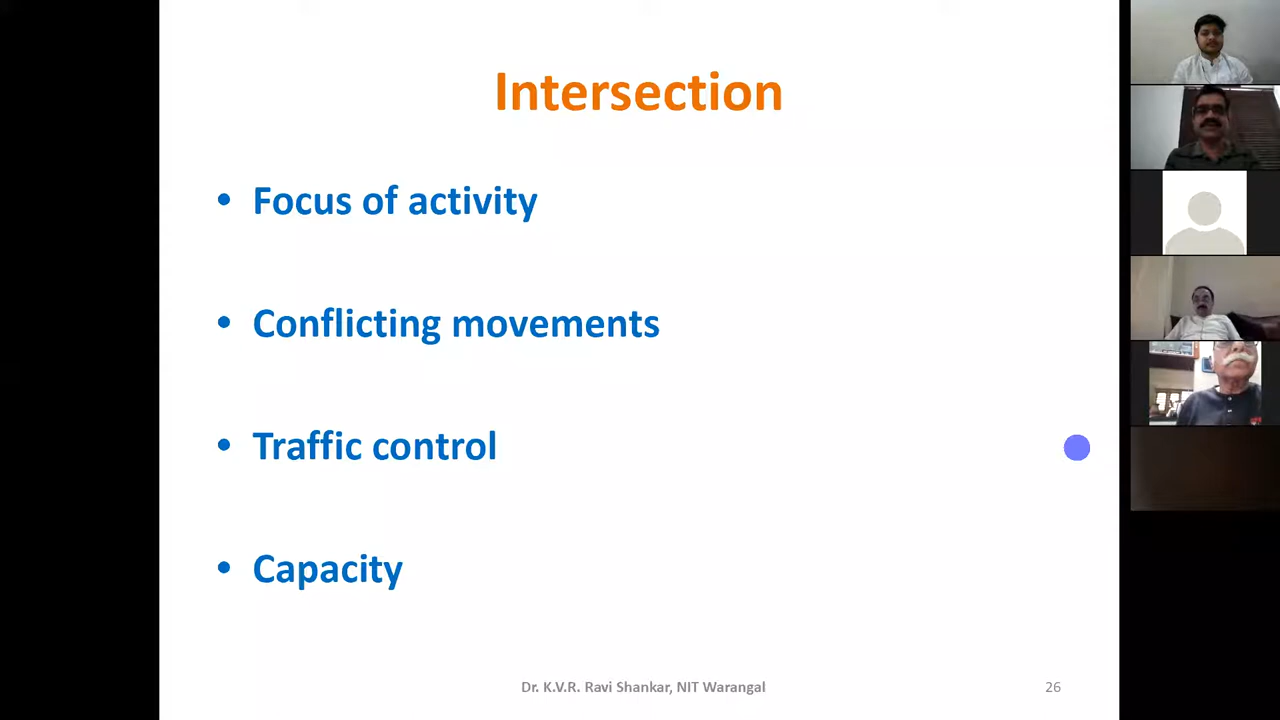 Intersection
• Focus of activity
• Conflicting movements
• Traffic control
• Capacity
Dr. K.V.R. Ravi Shankar, NIT Warangal 26